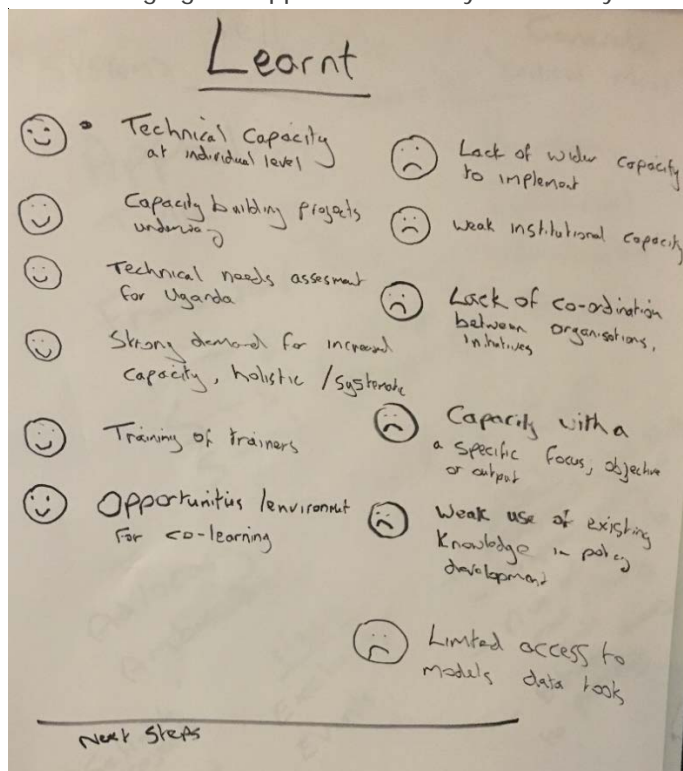 Learnt
Technical Capacity
at individual level
Capacity building projects
underway
Technical needs assesment
for Uganda
Strong demand for increased
capacity, holistic / systematic
Training of trainers
Opportunities / environment
for co-learning
Lack of wider capacity
to implement
Weak institutional capacity
Lack of co-ordination
between organisations,
initiatives
Capacity with a
a specific focus, objective
or output
Weak use of existing
knowledge in policy
development
Limited access to
models data tools
Next Steps